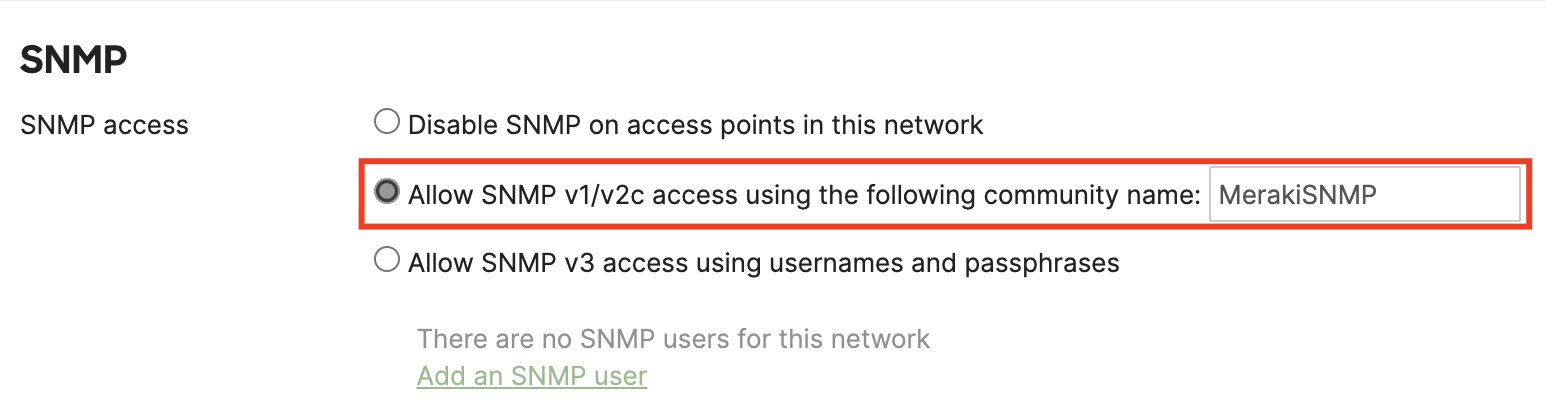 SNMP
SNMP access
Disable SNMP on access points in this network
Allow SNMP v1/v2c access using the following community name: MerakiSNMP
Allow SNMP v3 access using usernames and passphrases
There are no SNMP users for this network
Add an SNMP user